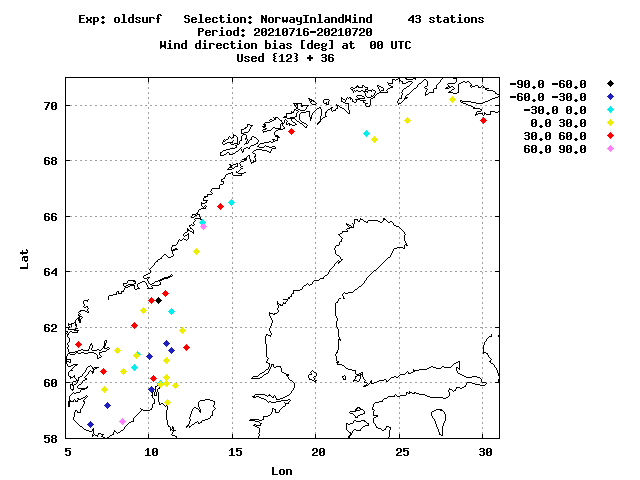 Exp: oldsurf   Selection: NorwayInlandWind     43 stations
Period: 20210716-20210720
Wind direction bias [deg] at  00 UTC
Used {12} + 36
-90.0 -60.0
-60.0 -30.0
-30.0 0.0
0.0 30.0
30.0 60.0
60.0 90.0
70
68
66
64
62
60
58
Lat
5 10 15 20 25 30
Lon